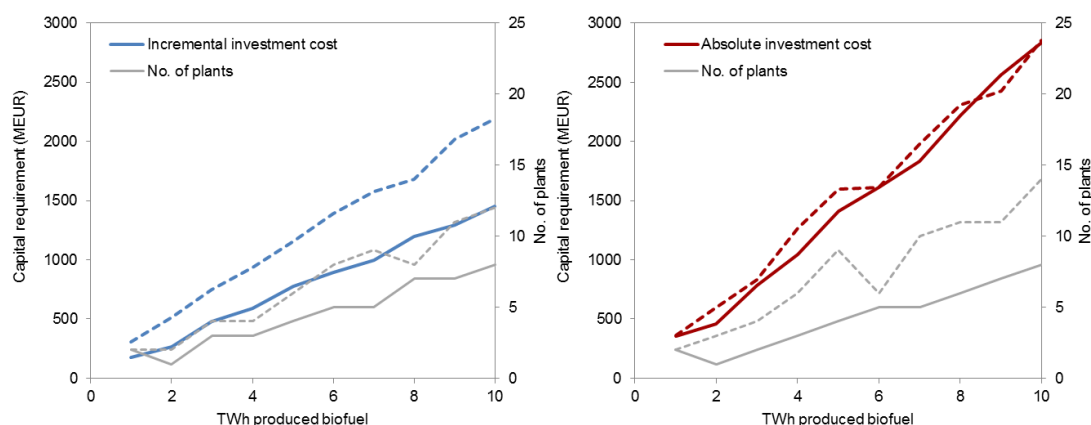 3000
2500
2000
1500
1000
500
0
Capital requirement (MEUR)
Incremental investment cost
No. of plants
25
20
15
10
5
0
No. of plants
0 2 4 6 8 10
TWh produced biofuel
3000
2500
2000
1500
1000
500
0
Capital requirement (MEUR)
Absolute investment cost
No. of plants
25
20
15
10
5
0
No. of plants
0 2 4 6 8 10
TWh produced biofuel